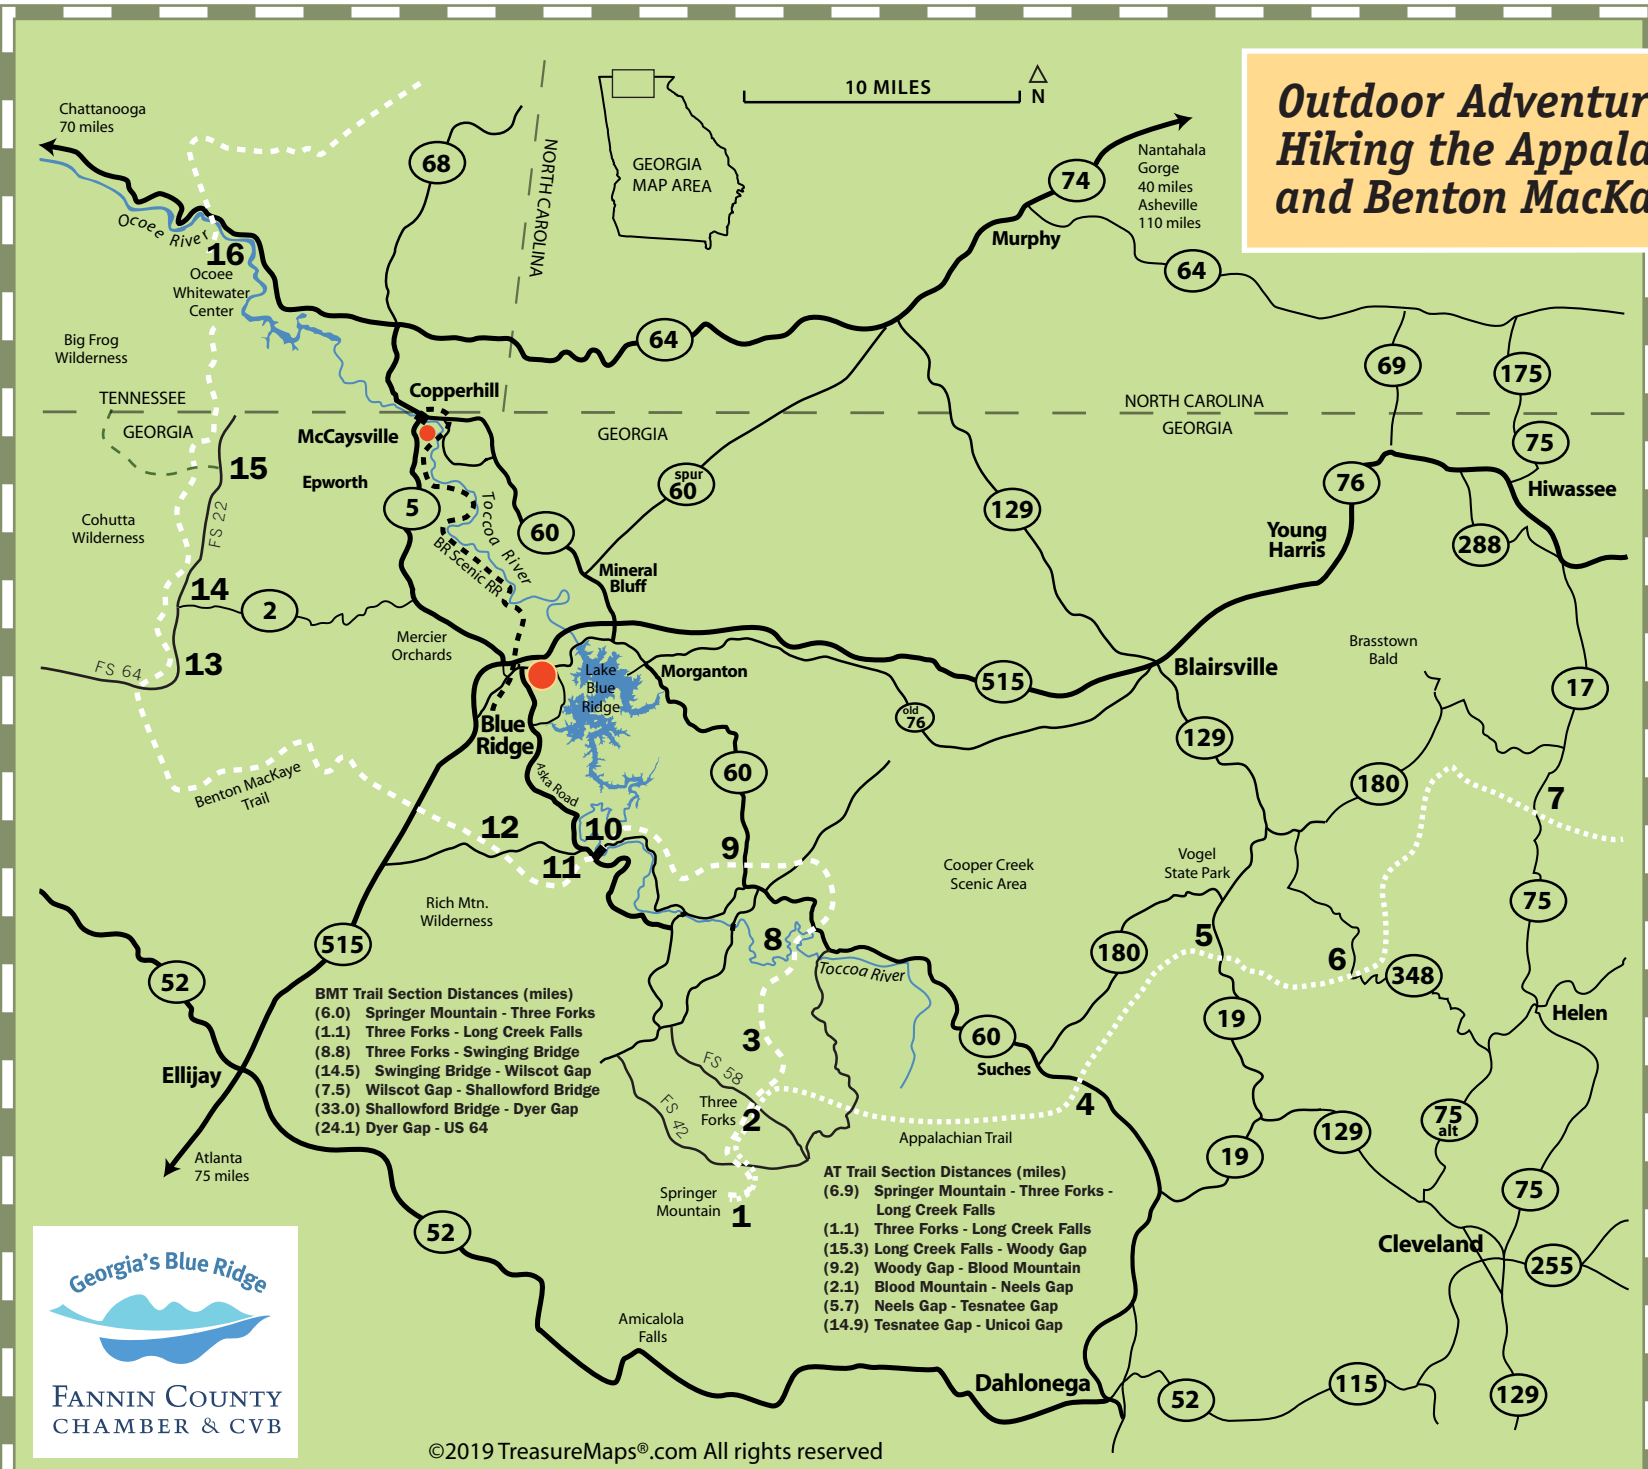 Chattanooga
70 miles
Ocoee River
16
Ocoee
Whitewater
Center
Big Frog
Wilderness
TENNESSEE
GEORGIA
68
NORTH CAROLINA
GEORGIA
MAP AREA
10 MILES
N
74
Nantahala
Gorge
40 miles
Asheville
110 miles
Murphy
64
Outdoor Adventur
Hiking the Appala
and Benton MacKa
64
69
175
Copperhill
McCaysville
GEORGIA
NORTH CAROLINA
GEORGIA
75
15
Epworth
spur
60
76
Hiwassee
5
Toccoa River
60
129
Young
Harris
288
Cohutta
Wilderness
FS 22
BR Scenic RR
Mineral
Bluff
14
2
Mercier
Orchards
Brasstown
Bald
FS 64
13
Lake
Blue
Ridge
Morganton
515
Blairsville
17
old
76
Blue
Ridge
129
Aska Road
60
180
7
Benton MacKaye
Trail
12
10
11
9
Cooper Creek
Scenic Area
Vogel
State Park
75
Rich Mtn.
Wilderness
515
52
8
Toccoa River
180
5
6
348
Helen
BMT Trail Section Distances (miles)
(6.0) Springer Mountain - Three Forks
(1.1) Three Forks - Long Creek Falls
(8.8) Three Forks - Swinging Bridge
(14.5) Swinging Bridge - Wilscot Gap
(7.5) Wilscot Gap - Shallowford Bridge
(33.0) Shallowford Bridge - Dyer Gap
(24.1) Dyer Gap - US 64
3
60
Suches
19
Ellijay
FS 58
FS 42
Three
Forks
2
4
Appalachian Trail
129
75
alt
19
Atlanta
75 miles
Springer
Mountain
1
75
AT Trail Section Distances (miles)
(6.9) Springer Mountain - Three Forks -
Long Creek Falls
(1.1) Three Forks - Long Creek Falls
(15.3) Long Creek Falls - Woody Gap
(9.2) Woody Gap - Blood Mountain
(2.1) Blood Mountain - Neels Gap
(5.7) Neels Gap - Tesnatee Gap
(14.9) Tesnatee Gap - Unicoi Gap
52
Cleveland
255
Amicalola
Falls
Dahlonega
52
115
129
Georgia's Blue Ridge
FANNIN COUNTY
CHAMBER & CVB
©2019 TreasureMaps®.com All rights reserved